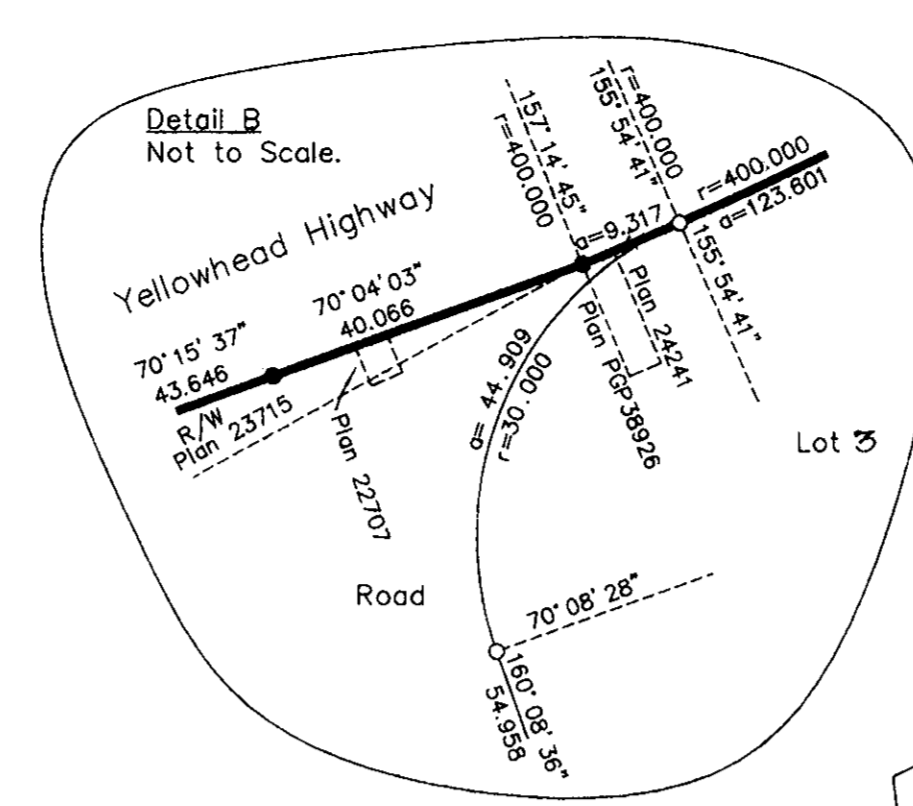 Detail B
Not to Scale.
Yellowhead Highway
157° 14' 45"
r=400.000
r=400.000
155° 54' 41"
r=400.000
a=123.801
a=9.317
155° 54' 41"
70° 04' 03"
40.066
70° 15' 37"
43.646
R/W
Plan 23715
Plan 22707
Plan PGP38926
Plan 24241
a= 44.909
r=30.000
Lot 3
Road
70° 08' 28"
160° 08' 36"
54.958